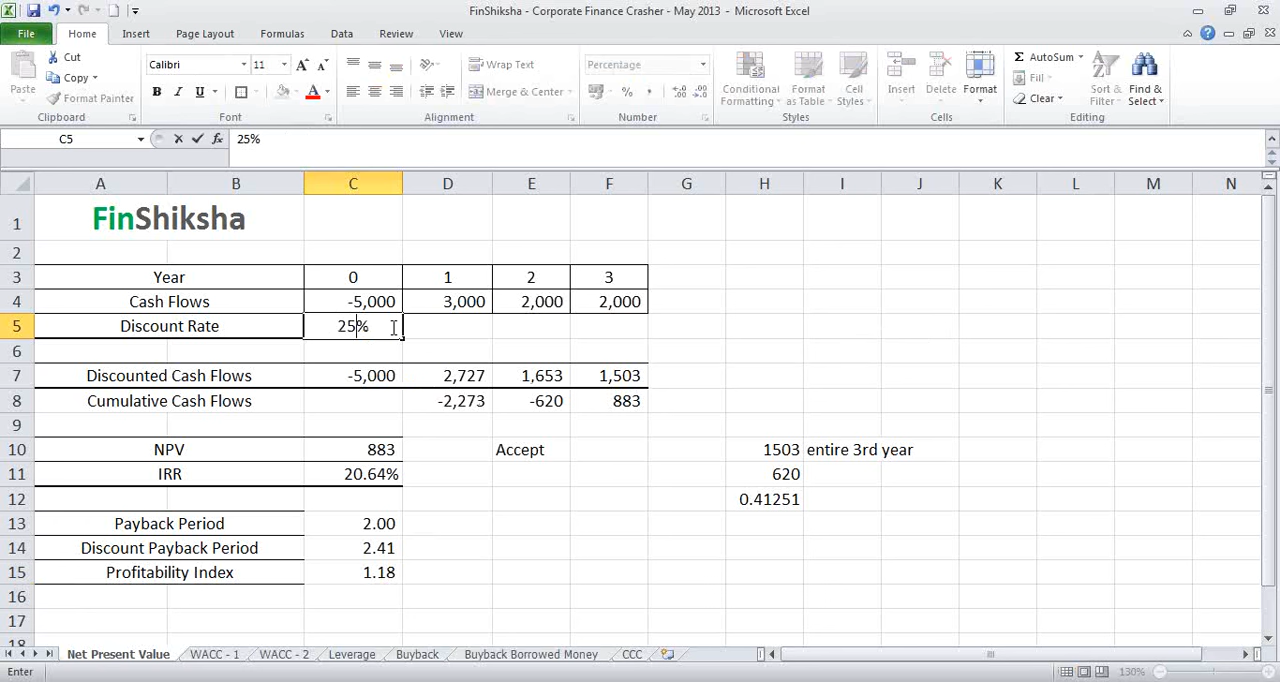 FinShiksha - Corporate Finance Crasher - May 2013 - Microsoft Excel
File Home Insert Page Layout Formulas Data Review View
Paste Cut Copy Format Painter
Calibri 11 B I U A A A
Wrap Text Merge & Center
Percentage % ,
Conditional Formatting Format as Table Cell Styles
Insert Delete Format
Σ AutoSum Fill Clear Sort & Filter Find & Select
Clipboard Font Alignment Number Styles Cells Editing
C5 fx 25%
A B C D E F G H I J K L M N
1 FinShiksha
2
3 Year 0 1 2 3
4 Cash Flows -5,000 3,000 2,000 2,000
5 Discount Rate 25%
6
7 Discounted Cash Flows -5,000 2,727 1,653 1,503
8 Cumulative Cash Flows -2,273 -620 883
9
10 NPV 883 Accept 1503 entire 3rd year
11 IRR 20.64% 620
12 0.41251
13 Payback Period 2.00
14 Discount Payback Period 2.41
15 Profitability Index 1.18
16
17
18
Net Present Value WACC - 1 WACC - 2 Leverage Buyback Buyback Borrowed Money CCC
Enter 130%